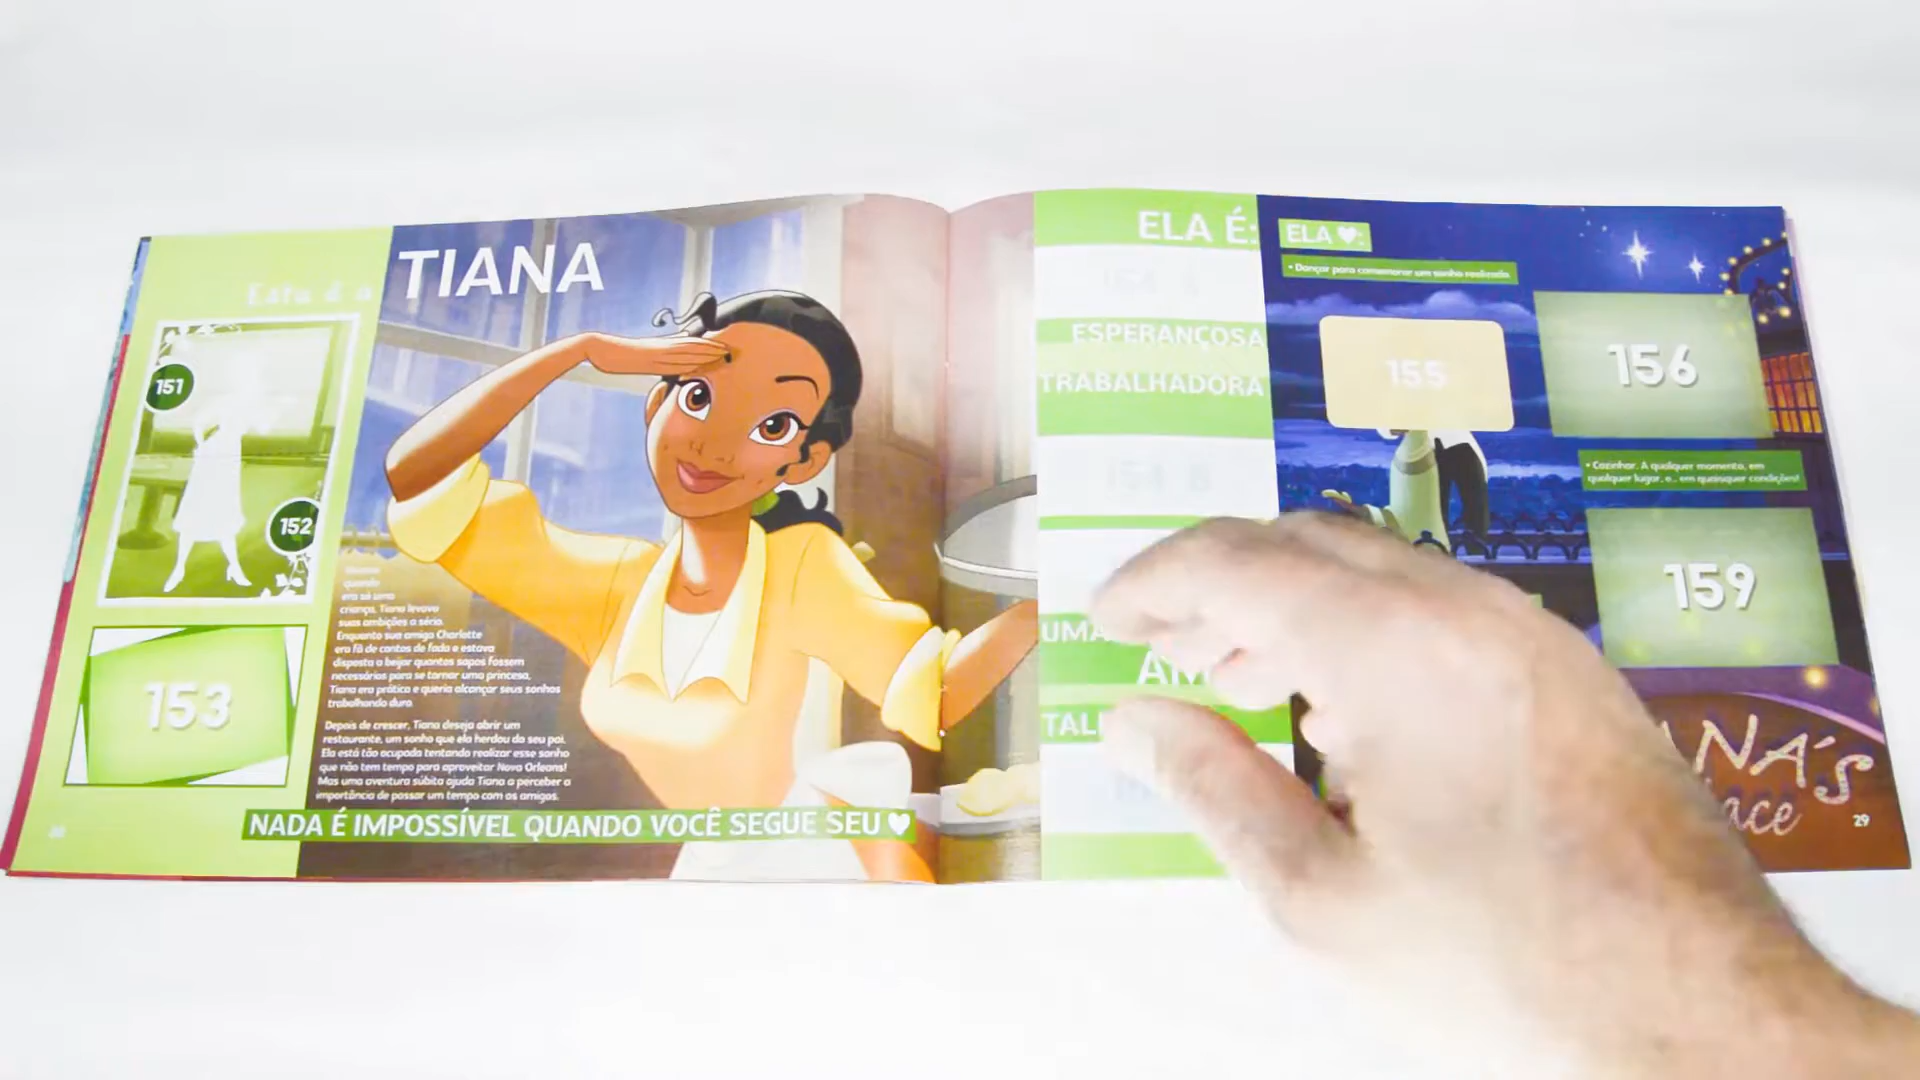 Esta é a
TIANA
151
152
153
quando
era só uma
criança, Tiana levava
suas ambições a sério.
Enquanto sua amiga Charlotte
era fã de contos de fada e estava
disposta a beijar quantos sapos fossem
necessários para se tornar uma princesa,
Tiana era prática e queria alcançar seus sonhos
trabalhando duro.
Depois de crescer, Tiana deseja abrir um
restaurante, um sonho que ela herdou do seu pai.
Ela está tão ocupada tentando realizar esse sonho
que não tem tempo para aproveitar Nova Orleans!
Mas uma aventura súbita ajuda Tiana a perceber a
importância de passar um tempo com os amigos.
NADA É IMPOSSÍVEL QUANDO VOCÊ SEGUE SEU ♥
ELA É:
ESPERANÇOSA
TRABALHADORA
UMA
AM
TAL
ELA ♥:
• Dançar para comemorar um sonho realizado.
155
156
• Cozinhar. A qualquer momento, em
qualquer lugar, e... em quaisquer condições!
159
ANA'S
lace
29